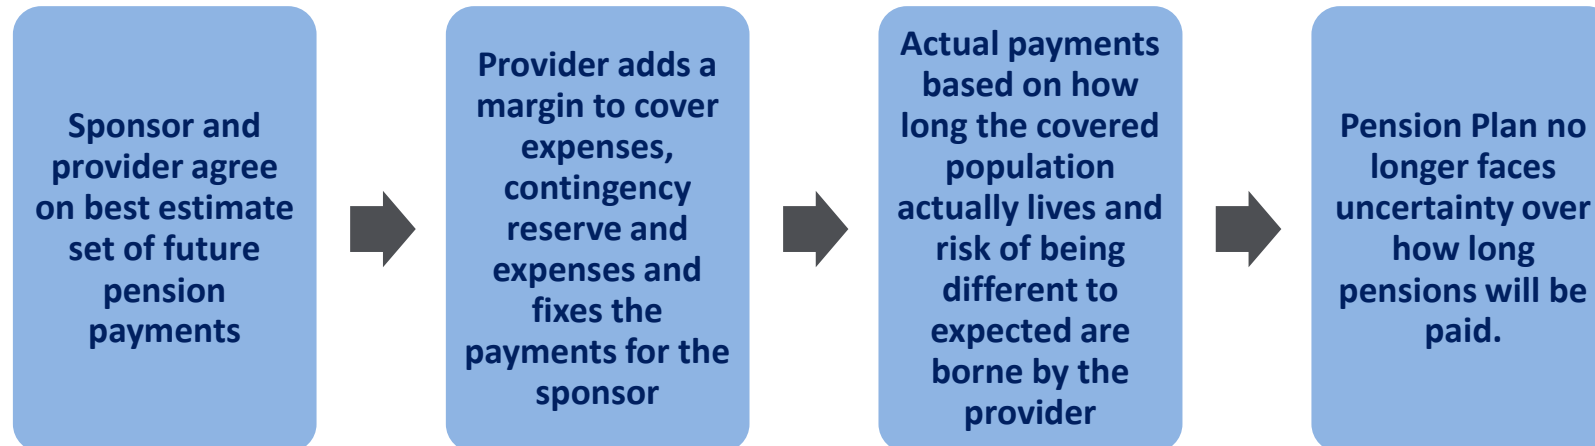 Sponsor and
provider agree
on best estimate
set of future
pension
payments
Provider adds a
margin to cover
expenses,
contingency
reserve and
expenses and
fixes the
payments for the
sponsor
Actual payments
based on how
long the covered
population
actually lives and
risk of being
different to
expected are
borne by the
provider
Pension Plan no
longer faces
uncertainty over
how long
pensions will be
paid.